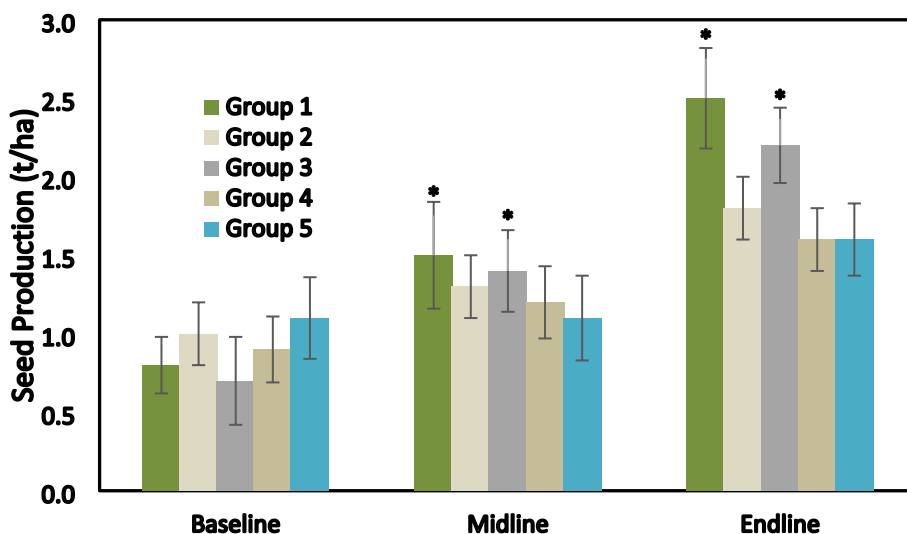 Seed Production (t/ha)
3.0
2.5
2.0
1.5
1.0
0.5
0.0
Group 1
Group 2
Group 3
Group 4
Group 5
*
*
*
*
Baseline
Midline
Endline